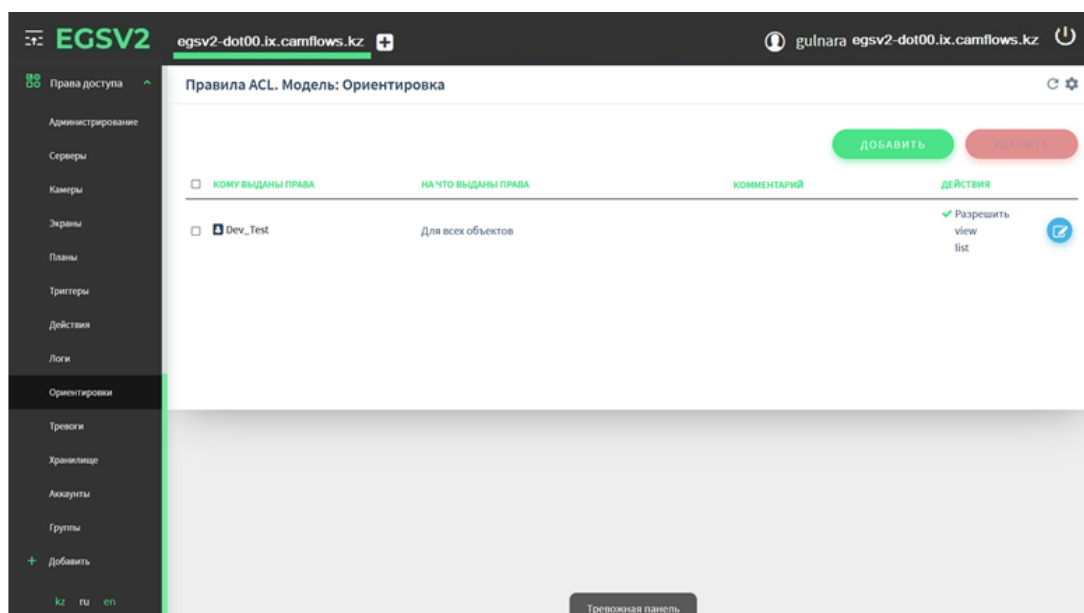 EGSV2
egsv2-dot00.ix.camflows.kz
gulnara egsv2-dot00.ix.camflows.kz
Права доступа
Администрирование
Серверы
Камеры
Экраны
Планы
Триггеры
Действия
Логи
Ориентировки
Тревоги
Хранилище
Аккаунты
Группы
Добавить
kz ru en
Правила ACL. Модель: Ориентировка
ДОБАВИТЬ
УДАЛИТЬ
КОМУ ВЫДАНЫ ПРАВА
НА ЧТО ВЫДАНЫ ПРАВА
КОММЕНТАРИЙ
ДЕЙСТВИЯ
Dev_Test
Для всех объектов
Разрешить
view
list
Тревожная панель